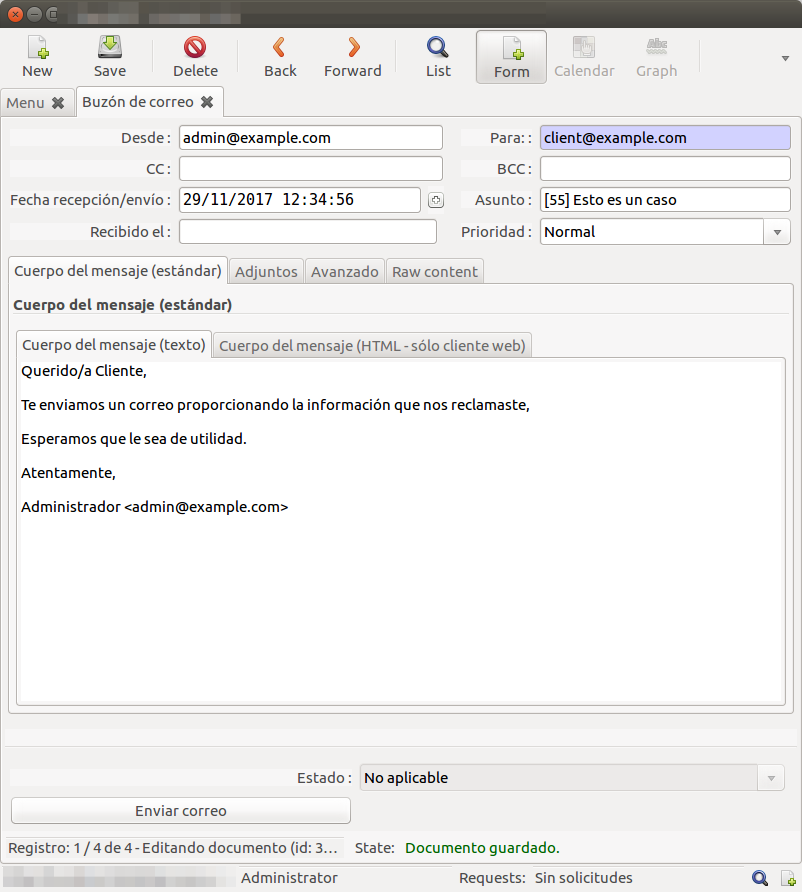 New Save Delete Back Forward List Form Calendar Graph
Menu Buzón de correo
Desde : admin@example.com Para: : client@example.com
CC : BCC :
Fecha recepción/envío : 29/11/2017 12:34:56 Asunto : [55] Esto es un caso
Recibido el : Prioridad : Normal
Cuerpo del mensaje (estándar) Adjuntos Avanzado Raw content
Cuerpo del mensaje (estándar)
Cuerpo del mensaje (texto) Cuerpo del mensaje (HTML - sólo cliente web)
Querido/a Cliente,
Te enviamos un correo proporcionando la información que nos reclamaste,
Esperamos que le sea de utilidad.
Atentamente,
Administrador <admin@example.com>
Estado : No aplicable
Enviar correo
Registro: 1 / 4 de 4 - Editando documento (id: 3... State: Documento guardado.
Administrator Requests: Sin solicitudes